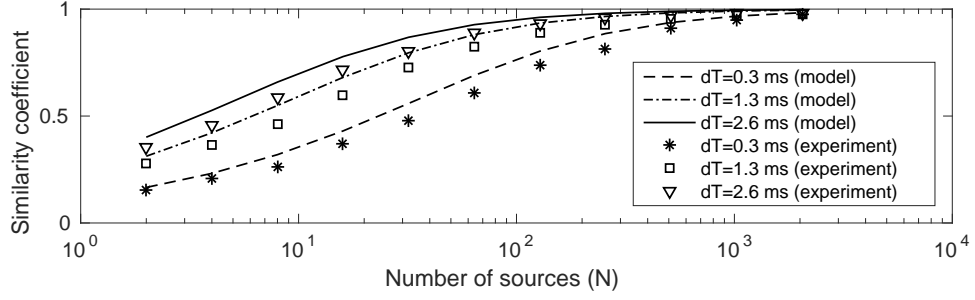 1
0.5
0
Similarity coefficient
10^0
10^1
10^2
10^3
10^4
Number of sources (N)
dT=0.3 ms (model)
dT=1.3 ms (model)
dT=2.6 ms (model)
dT=0.3 ms (experiment)
dT=1.3 ms (experiment)
dT=2.6 ms (experiment)